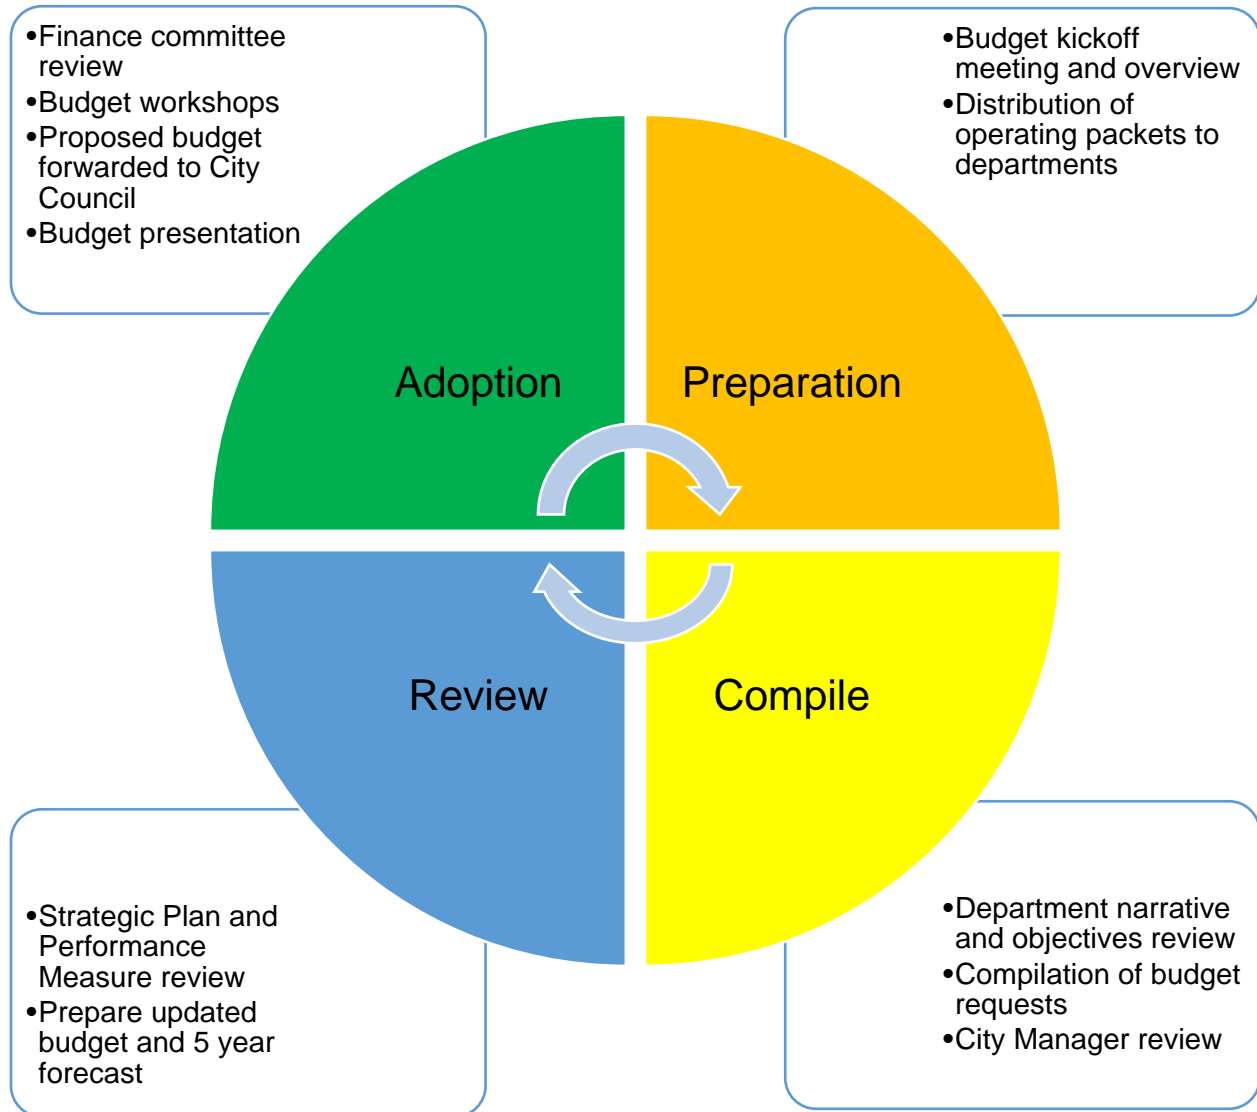 •Finance committee
review
•Budget workshops
•Proposed budget
forwarded to City
Council
•Budget presentation
•Budget kickoff
meeting and overview
•Distribution of
operating packets to
departments
Adoption
Preparation
Review
Compile
•Strategic Plan and
Performance
Measure review
•Prepare updated
budget and 5 year
forecast
•Department narrative
and objectives review
•Compilation of budget
requests
•City Manager review